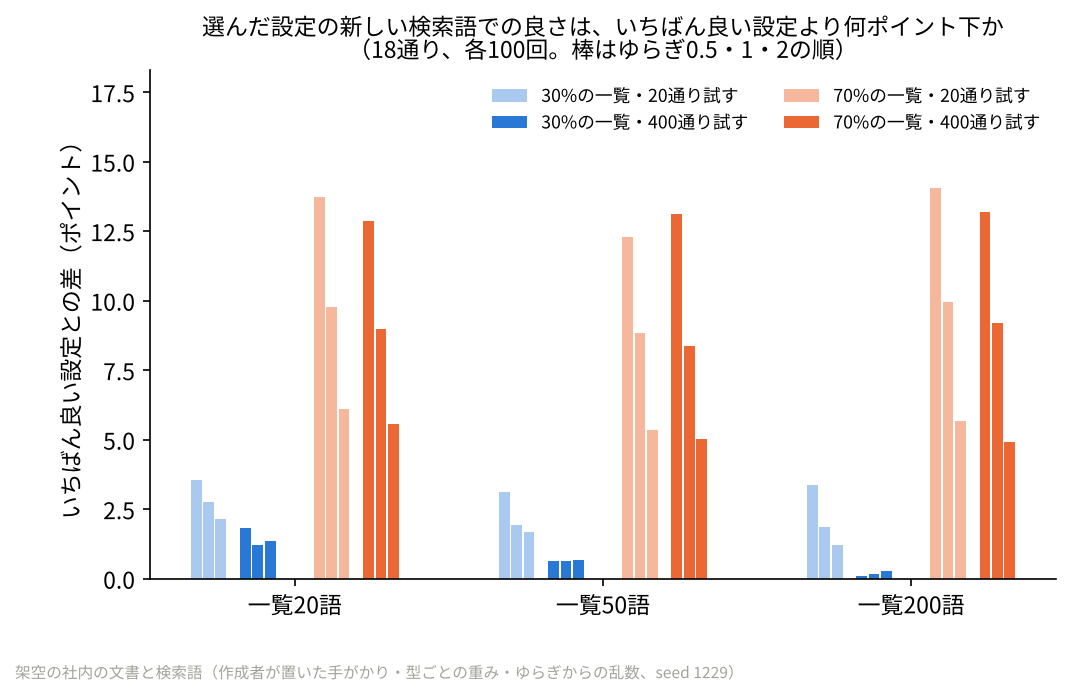 選んだ設定の新しい検索語での良さは、いちばん良い設定より何ポイント下か
（18通り、各100回。棒はゆらぎ0.5・1・2の順）
30%の一覧・20通り試す
30%の一覧・400通り試す
70%の一覧・20通り試す
70%の一覧・400通り試す
いちばん良い設定との差（ポイント）
17.5
15.0
12.5
10.0
7.5
5.0
2.5
0.0
一覧20語
一覧50語
一覧200語
架空の社内の文書と検索語（作成者が置いた手がかり・型ごとの重み・ゆらぎからの乱数、seed 1229）